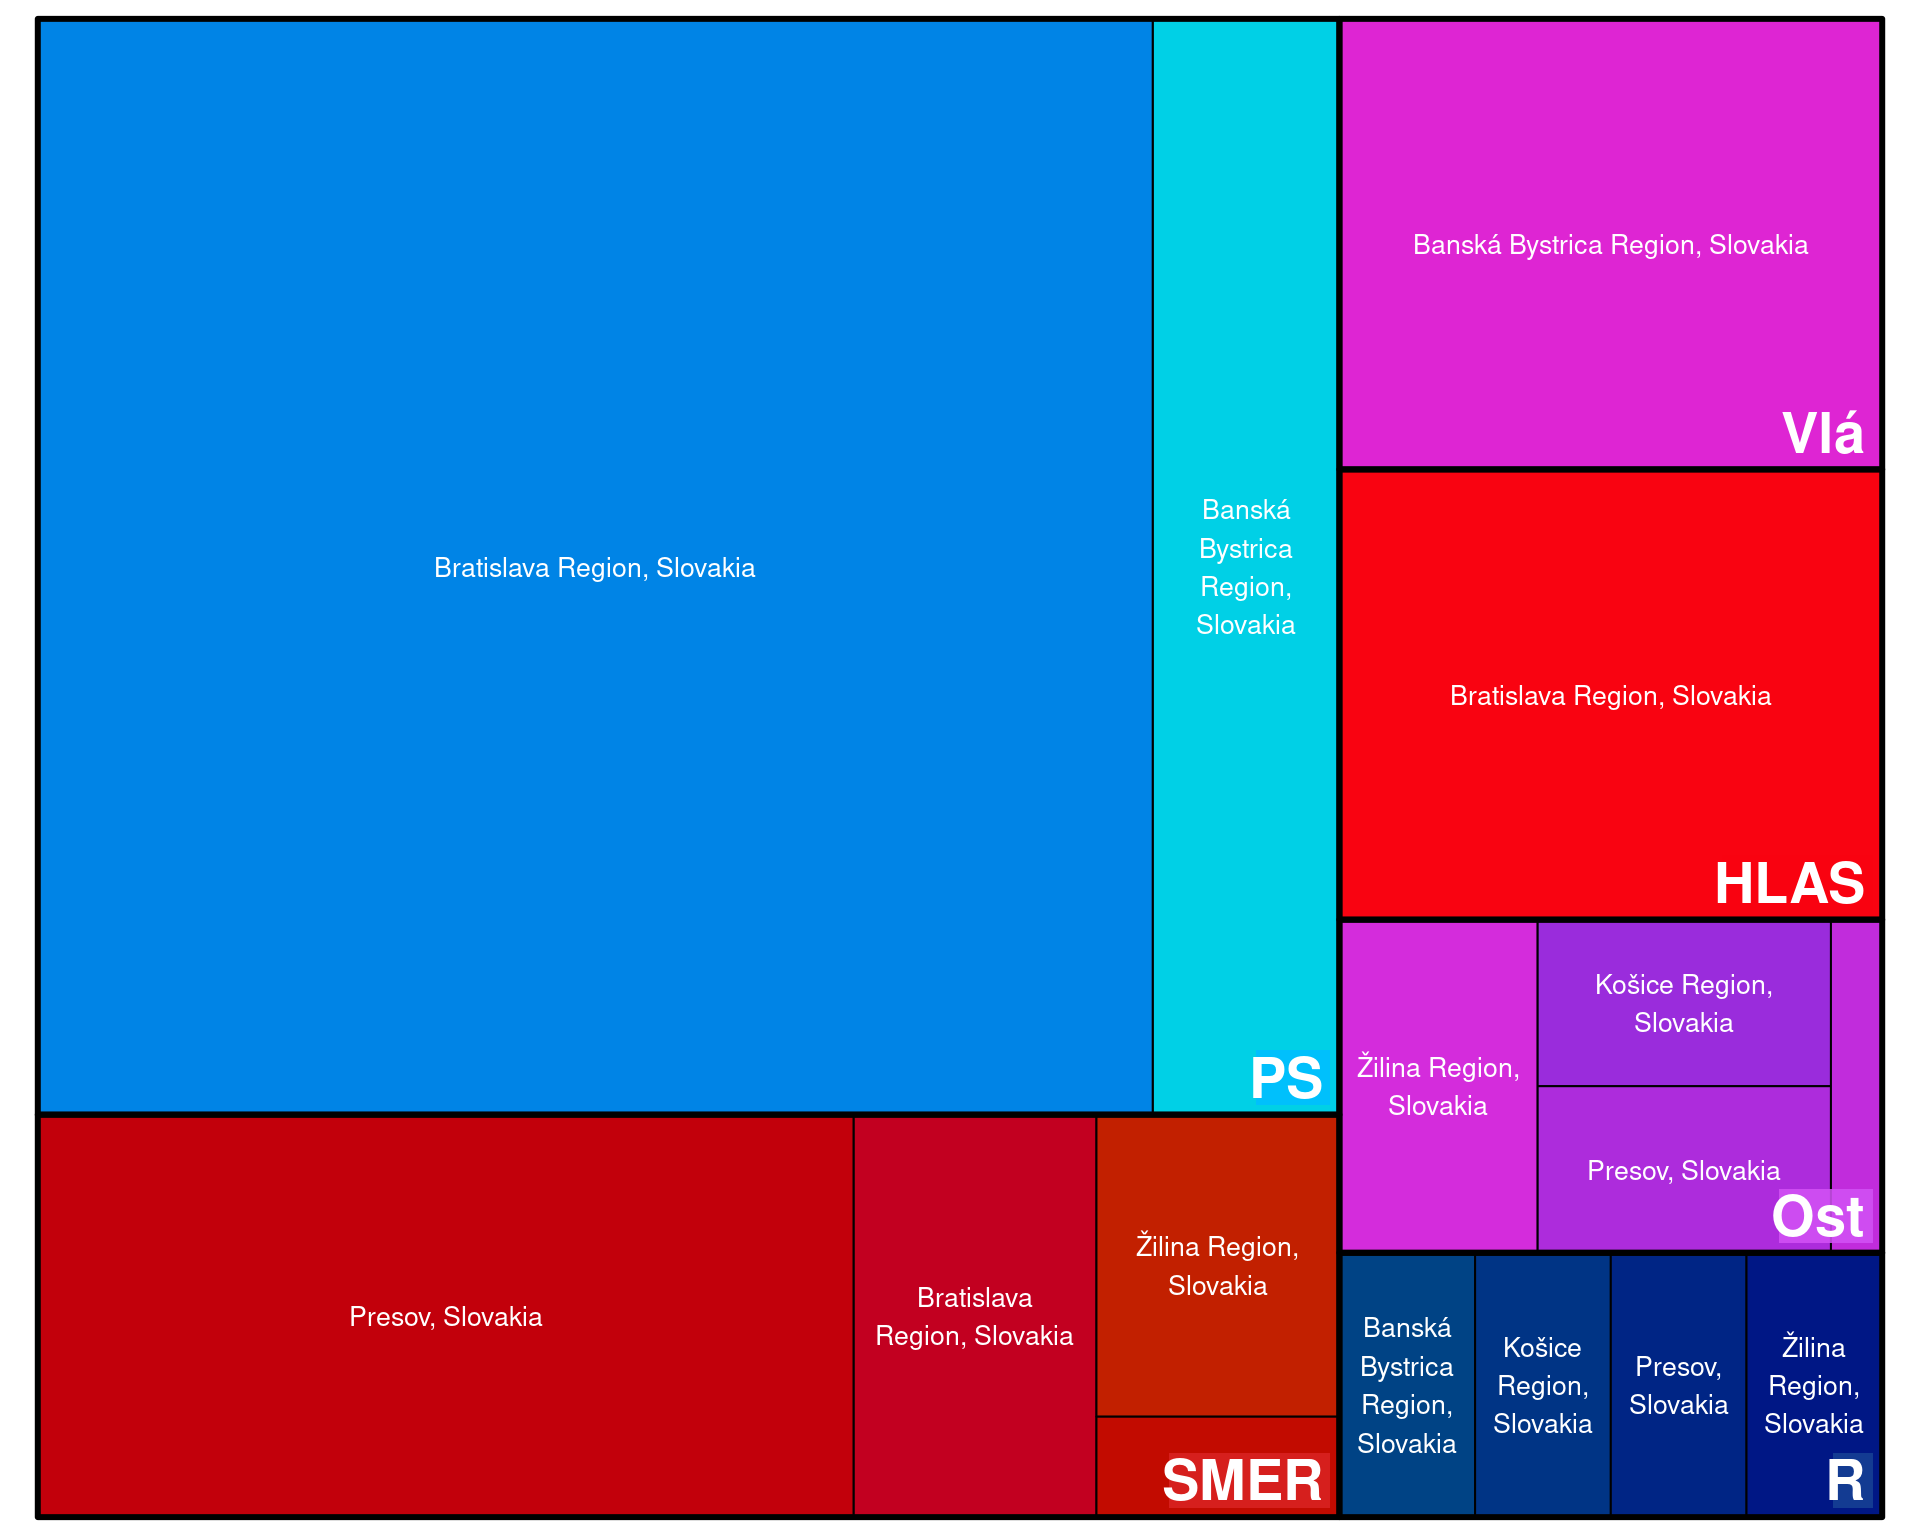 Bratislava Region, Slovakia
Banská
Bystrica
Region,
Slovakia
PS
Presov, Slovakia
Bratislava
Region, Slovakia
Žilina Region,
Slovakia
SMER
Banská Bystrica Region, Slovakia
Vlá
Bratislava Region, Slovakia
HLAS
Žilina Region,
Slovakia
Košice Region,
Slovakia
Presov, Slovakia
Ost
Banská
Bystrica
Region,
Slovakia
Košice
Region,
Slovakia
Presov,
Slovakia
Žilina
Region,
Slovakia
R